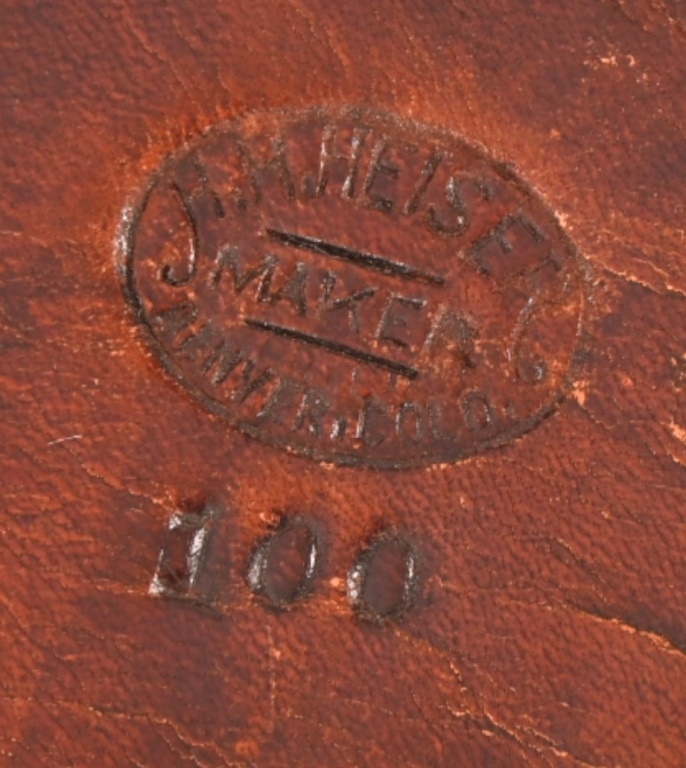 H.H.HEISER
MAKER
DENVER, COLO.
100